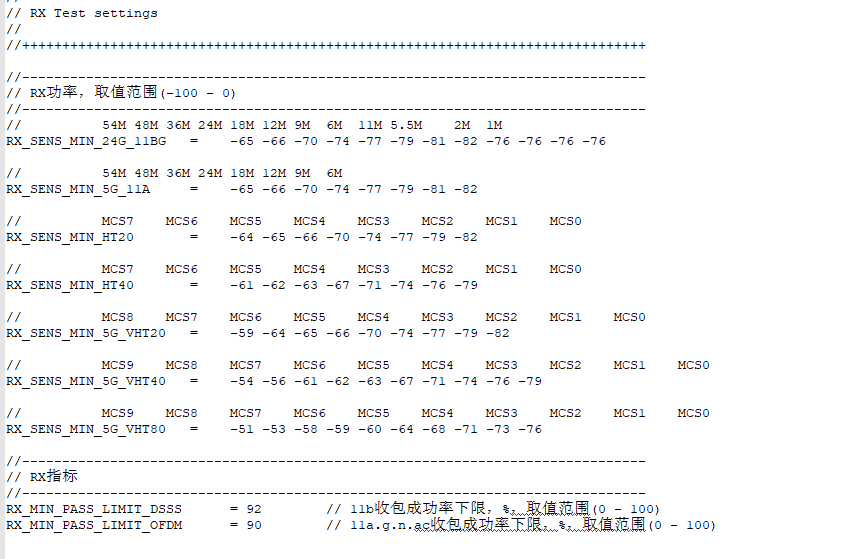 //
// RX Test settings
//
//++++++++++++++++++++++++++++++++++++++++++++++++++++++++++++++++++++++++++++++
//------------------------------------------------------------------------------
// RX功率，取值范围(-100 - 0)
//------------------------------------------------------------------------------
//          54M 48M 36M 24M 18M 12M 9M  6M  11M 5.5M    2M  1M
RX_SENS_MIN_24G_11BG   =    -65 -66 -70 -74 -77 -79 -81 -82 -76 -76 -76 -76
//          54M 48M 36M 24M 18M 12M 9M  6M
RX_SENS_MIN_5G_11A     =    -65 -66 -70 -74 -77 -79 -81 -82
//          MCS7    MCS6    MCS5    MCS4    MCS3    MCS2    MCS1    MCS0
RX_SENS_MIN_HT20       =    -64 -65 -66 -70 -74 -77 -79 -82
//          MCS7    MCS6    MCS5    MCS4    MCS3    MCS2    MCS1    MCS0
RX_SENS_MIN_HT40       =    -61 -62 -63 -67 -71 -74 -76 -79
//          MCS8    MCS7    MCS6    MCS5    MCS4    MCS3    MCS2    MCS1    MCS0
RX_SENS_MIN_5G_VHT20   =    -59 -64 -65 -66 -70 -74 -77 -79 -82
//          MCS9    MCS8    MCS7    MCS6    MCS5    MCS4    MCS3    MCS2    MCS1    MCS0
RX_SENS_MIN_5G_VHT40   =    -54 -56 -61 -62 -63 -67 -71 -74 -76 -79
//          MCS9    MCS8    MCS7    MCS6    MCS5    MCS4    MCS3    MCS2    MCS1    MCS0
RX_SENS_MIN_5G_VHT80   =    -51 -53 -58 -59 -60 -64 -68 -71 -73 -76
//------------------------------------------------------------------------------
// RX指标
//------------------------------------------------------------------------------
RX_MIN_PASS_LIMIT_DSSS      = 92        // 11b收包成功率下限，%，取值范围(0 - 100)
RX_MIN_PASS_LIMIT_OFDM      = 90        // 11a.g.n.ac收包成功率下限，%，取值范围(0 - 100)